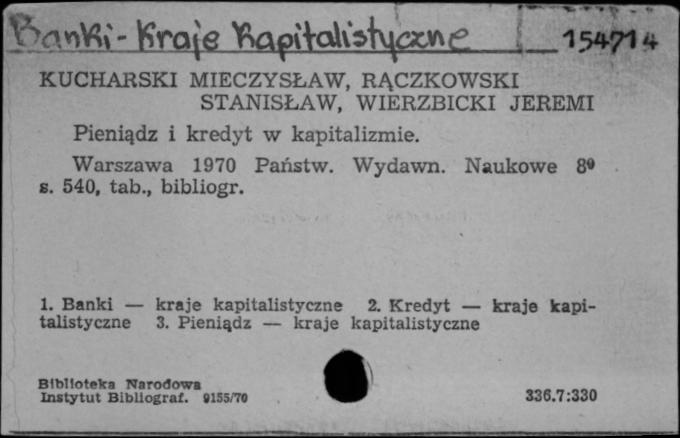 Banki - Kraje Kapitalistyczne 154714
KUCHARSKI MIECZYSŁAW, RĄCZKOWSKI
STANISŁAW, WIERZBICKI JEREMI
Pieniądz i kredyt w kapitalizmie.
Warszawa 1970 Państw. Wydawn. Naukowe 8⁰
s. 540, tab., bibliogr.
1. Banki — kraje kapitalistyczne 2. Kredyt — kraje kapi-
talistyczne 3. Pieniądz — kraje kapitalistyczne
Biblioteka Narodowa
Instytut Bibliograf. 9155/70 336.7:330